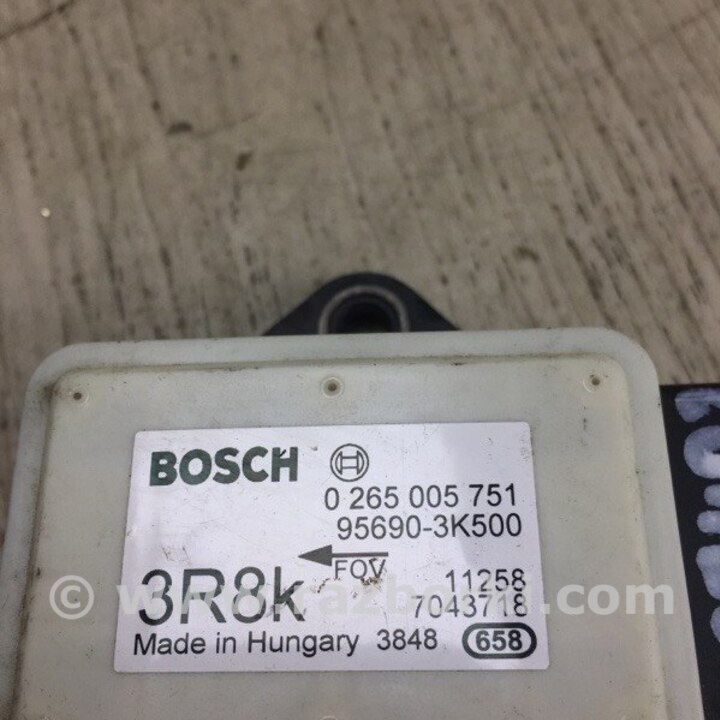 BOSCH
0 265 005 751
95690-3K500
FOV
3R8k
11258
7043718
Made in Hungary 3848 658